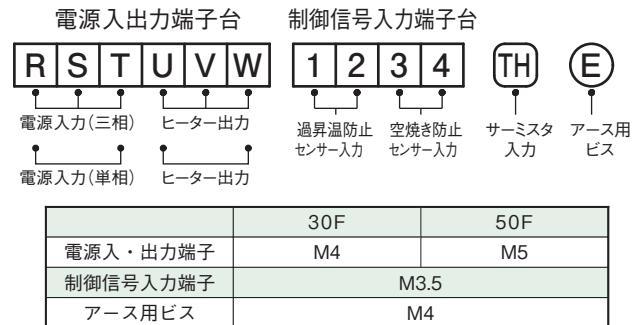 電源入出力端子台 制御信号入力端子台
R S T U V W 1 2 3 4 TH E
電源入力(三相) ヒーター出力 過昇温防止 空焼き防止 サーミスタ アース用
センサー入力 センサー入力 入力 ビス
電源入力(単相) ヒーター出力
30F 50F
電源入・出力端子 M4 M5
制御信号入力端子 M3.5
アース用ビス M4